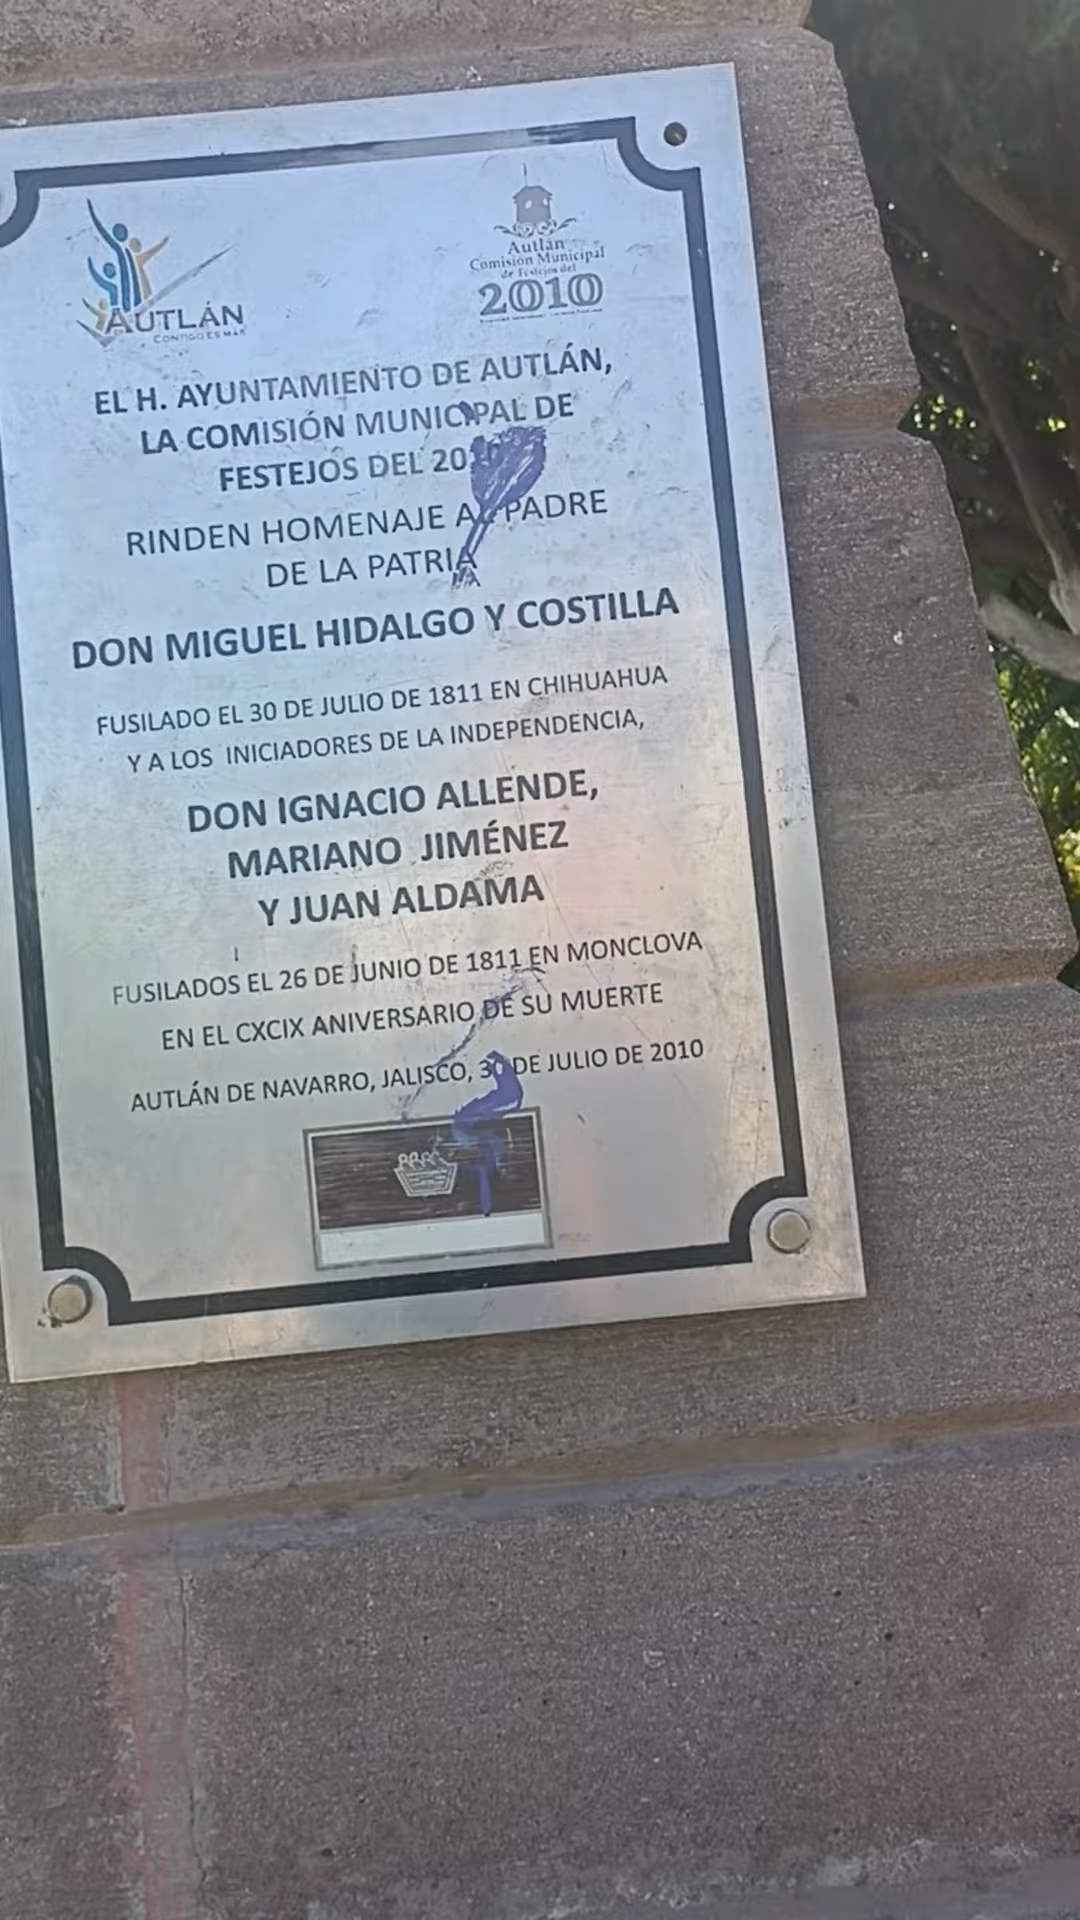 AUTLÁN
CONTIGO ES MÁS
Autlán
Comisión Municipal
de Festejos del
2010
EL H. AYUNTAMIENTO DE AUTLÁN,
LA COMISIÓN MUNICIPAL DE
FESTEJOS DEL 2010
RINDEN HOMENAJE AL PADRE
DE LA PATRIA
DON MIGUEL HIDALGO Y COSTILLA
FUSILADO EL 30 DE JULIO DE 1811 EN CHIHUAHUA
Y A LOS INICIADORES DE LA INDEPENDENCIA,
DON IGNACIO ALLENDE,
MARIANO JIMÉNEZ
Y JUAN ALDAMA
FUSILADOS EL 26 DE JUNIO DE 1811 EN MONCLOVA
EN EL CXCIX ANIVERSARIO DE SU MUERTE
AUTLÁN DE NAVARRO, JALISCO, 30 DE JULIO DE 2010